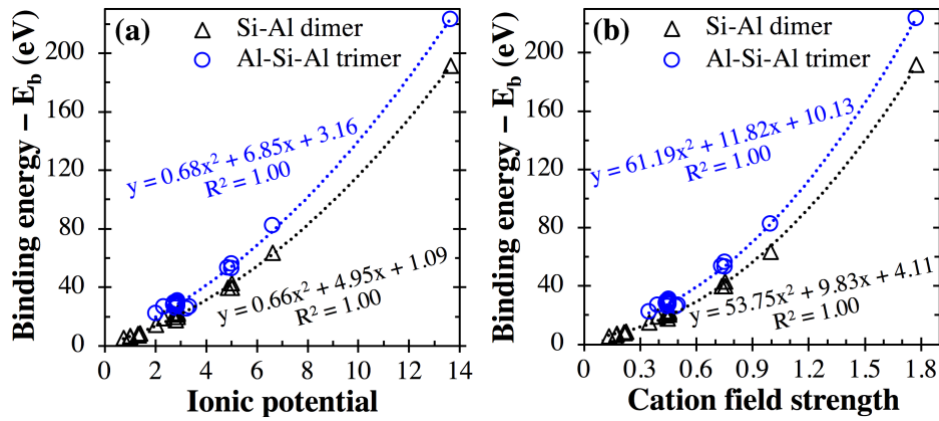 (a)
Si-Al dimer
Al-Si-Al trimer
y = 0.68x² + 6.85x + 3.16
R² = 1.00
y = 0.66x² + 4.95x + 1.09
R² = 1.00
Binding energy – E_b (eV)
220
200
160
120
80
40
0
0 2 4 6 8 10 12 14
Ionic potential
(b)
Si-Al dimer
Al-Si-Al trimer
y = 61.19x² + 11.82x + 10.13
R² = 1.00
y = 53.75x² + 9.83x + 4.11
R² = 1.00
Binding energy – E_b (eV)
220
200
160
120
80
40
0
0 0.3 0.6 0.9 1.2 1.5 1.8
Cation field strength